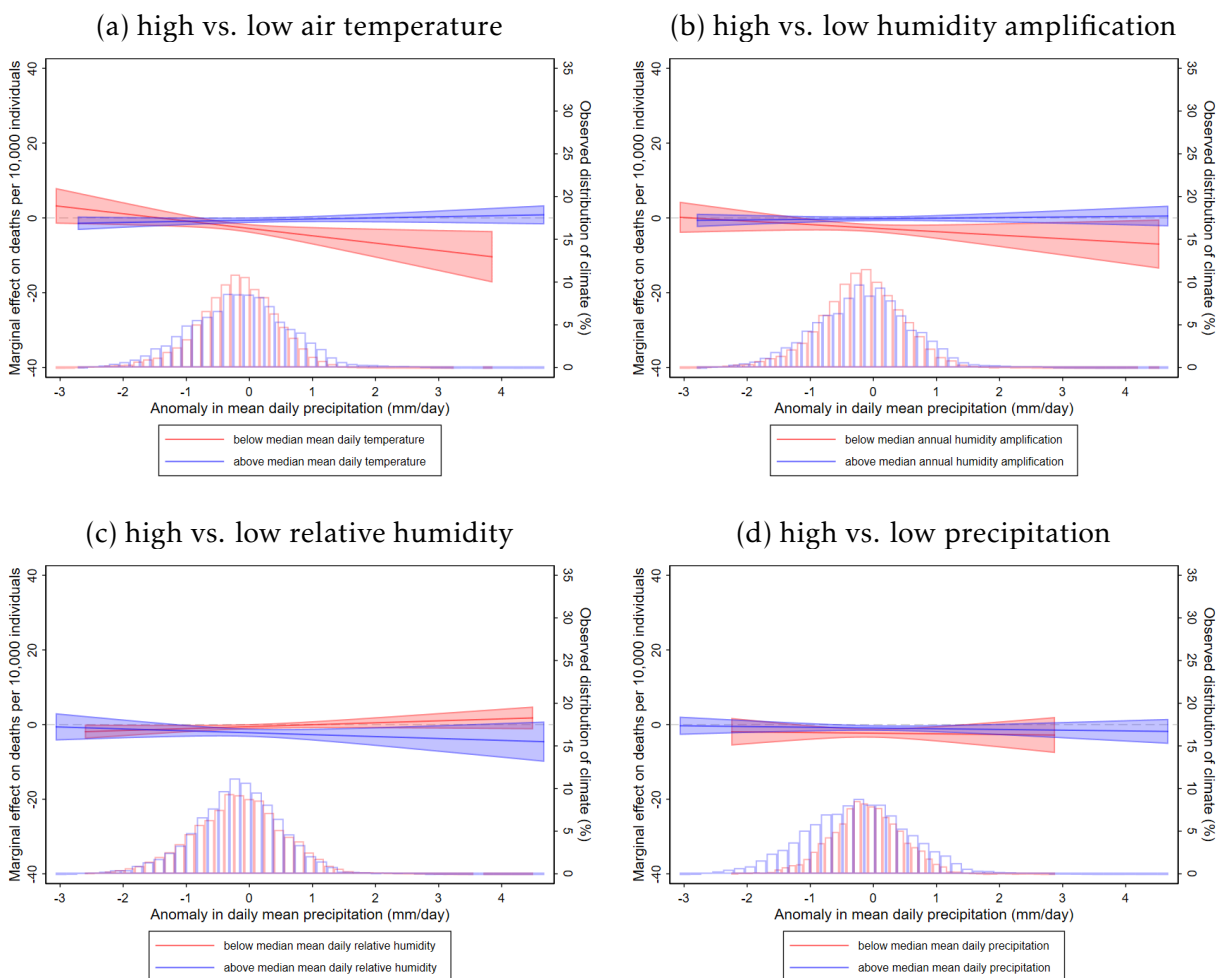 (a) high vs. low air temperature
Marginal effect on deaths per 10,000 individuals
40
20
0
-20
-40
35
30
25
20
15
10
5
0
Observed distribution of climate (%)
-3 -2 -1 0 1 2 3 4
Anomaly in mean daily precipitation (mm/day)
below median mean daily temperature
above median mean daily temperature
(b) high vs. low humidity amplification
Marginal effect on deaths per 10,000 individuals
40
20
0
-20
-40
35
30
25
20
15
10
5
0
Observed distribution of climate (%)
-3 -2 -1 0 1 2 3 4
Anomaly in daily mean precipitation (mm/day)
below median annual humidity amplification
above median annual humidity amplification
(c) high vs. low relative humidity
Marginal effect on deaths per 10,000 individuals
40
20
0
-20
-40
35
30
25
20
15
10
5
0
Observed distribution of climate (%)
-3 -2 -1 0 1 2 3 4
Anomaly in daily mean precipitation (mm/day)
below median mean daily relative humidity
above median mean daily relative humidity
(d) high vs. low precipitation
Marginal effect on deaths per 10,000 individuals
40
20
0
-20
-40
35
30
25
20
15
10
5
0
Observed distribution of climate (%)
-3 -2 -1 0 1 2 3 4
Anomaly in mean daily precipitation (mm/day)
below median mean daily precipitation
above median mean daily precipitation